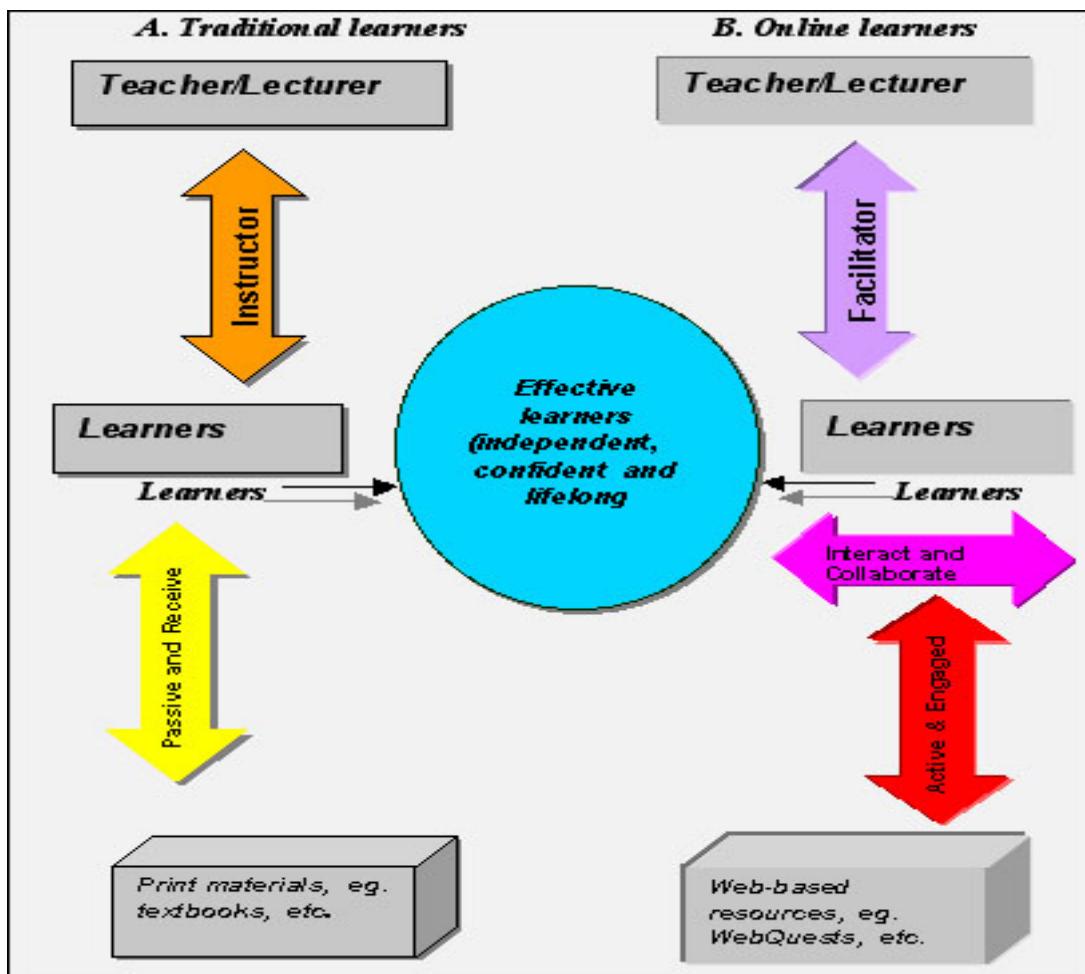 A. Traditional learners
Teacher/Lecturer
Instructor
Learners
Learners
Passive and Receive
Print materials, eg.
textbooks, etc.
Effective
learners
(independent,
confident and
lifelong
B. Online learners
Teacher/Lecturer
Facilitator
Learners
Learners
Interact and
Collaborate
Active & Engaged
Web-based
resources, eg.
WebQuests, etc.